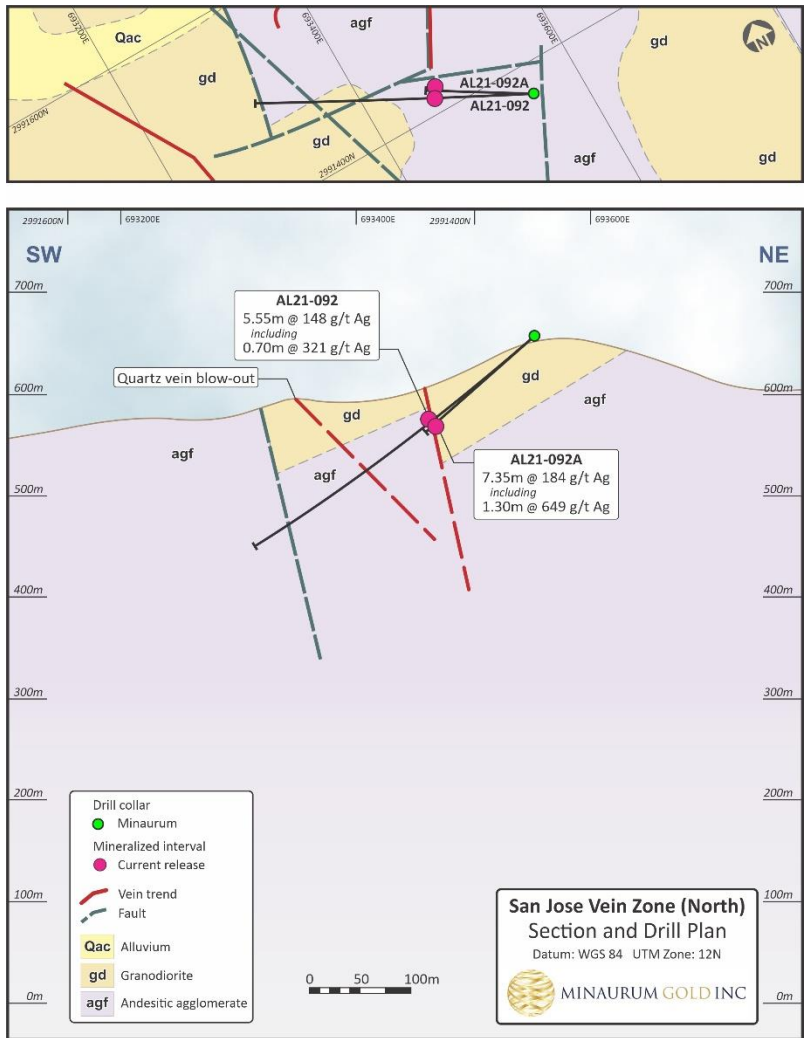 693200E
693400E
693600E
Qac
agf
gd
gd
AL21-092A
AL21-092
N
2991600N
gd
2991400N
agf
gd
2991600N
693200E
693400E
2991400N
693600E
SW
NE
700m
AL21-092
5.55m @ 148 g/t Ag
including
0.70m @ 321 g/t Ag
Quartz vein blow-out
600m
600m
gd
gd
agf
agf
agf
AL21-092A
7.35m @ 184 g/t Ag
including
1.30m @ 649 g/t Ag
500m
500m
400m
400m
300m
300m
200m
200m
100m
100m
0m
0m
700m
Drill collar
Minaurum
Mineralized interval
Current release
Vein trend
Fault
Qac Alluvium
gd Granodiorite
agf Andesitic agglomerate
0 50 100m
San Jose Vein Zone (North)
Section and Drill Plan
Datum: WGS 84 UTM Zone: 12N
MINAURUM GOLD INC